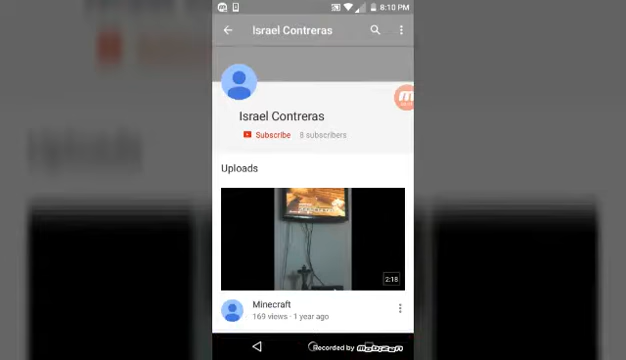 8:10 PM
Israel Contreras
Israel Contreras
Subscribe 8 subscribers
Uploads
2:18
Minecraft
169 views · 1 year ago
Recorded by Mobizen